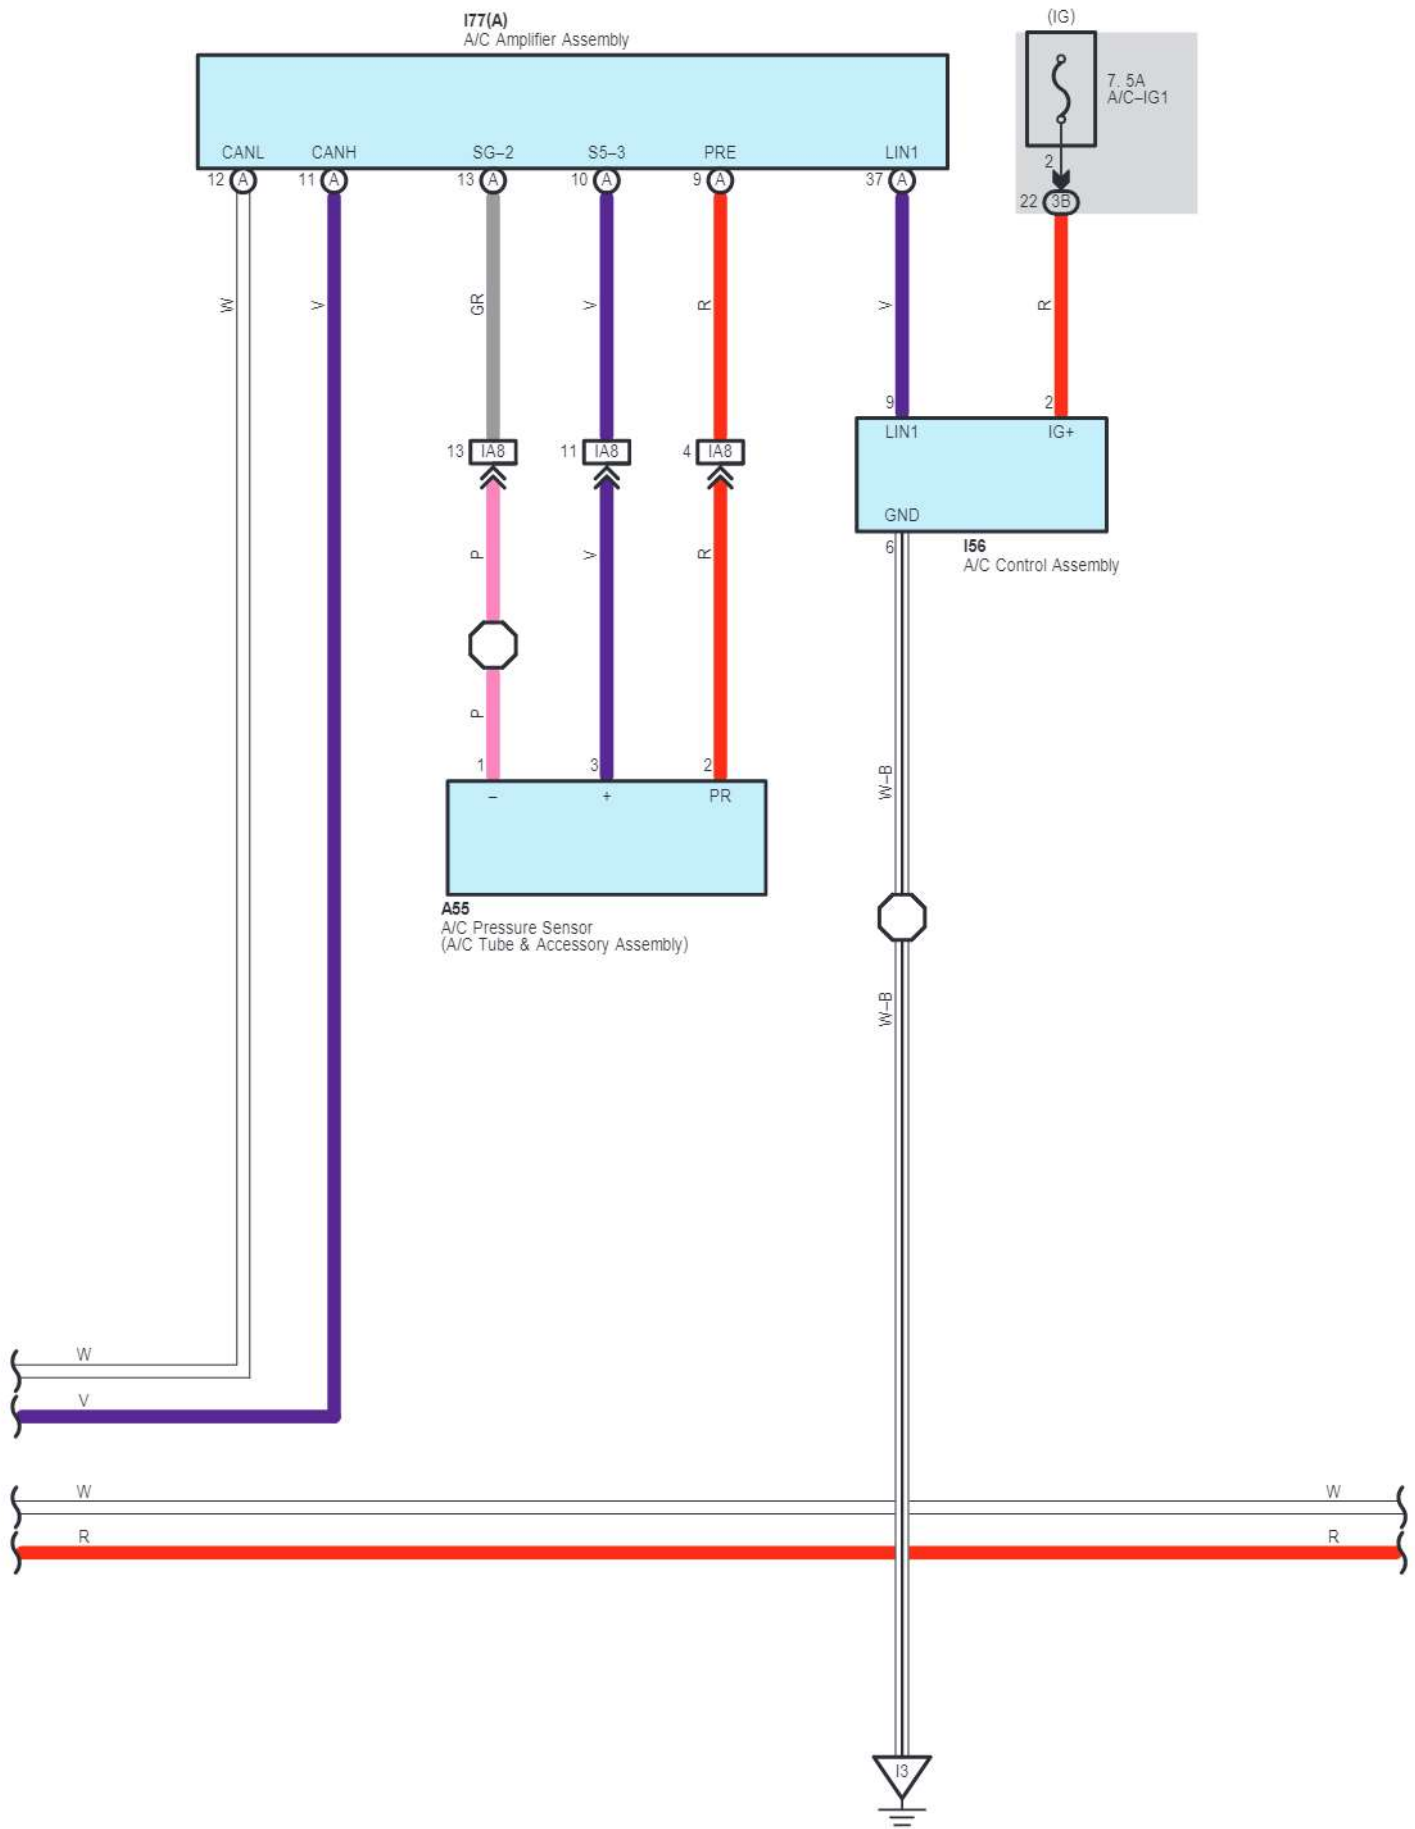 I77(A)
A/C Amplifier Assembly
(IG)
7. 5A
A/C–IG1
2
22 3B
CANL CANH SG–2 S5–3 PRE LIN1
12 A 11 A 13 A 10 A 9 A 37 A
W V GR V R V R
9 2
LIN1 IG+
13 IA8 11 IA8 4 IA8
GND
6
I56
A/C Control Assembly
P V R
P
1 3 2
– + PR
W–B
A55
A/C Pressure Sensor
(A/C Tube & Accessory Assembly)
W–B
W
V
W W
R R
I3